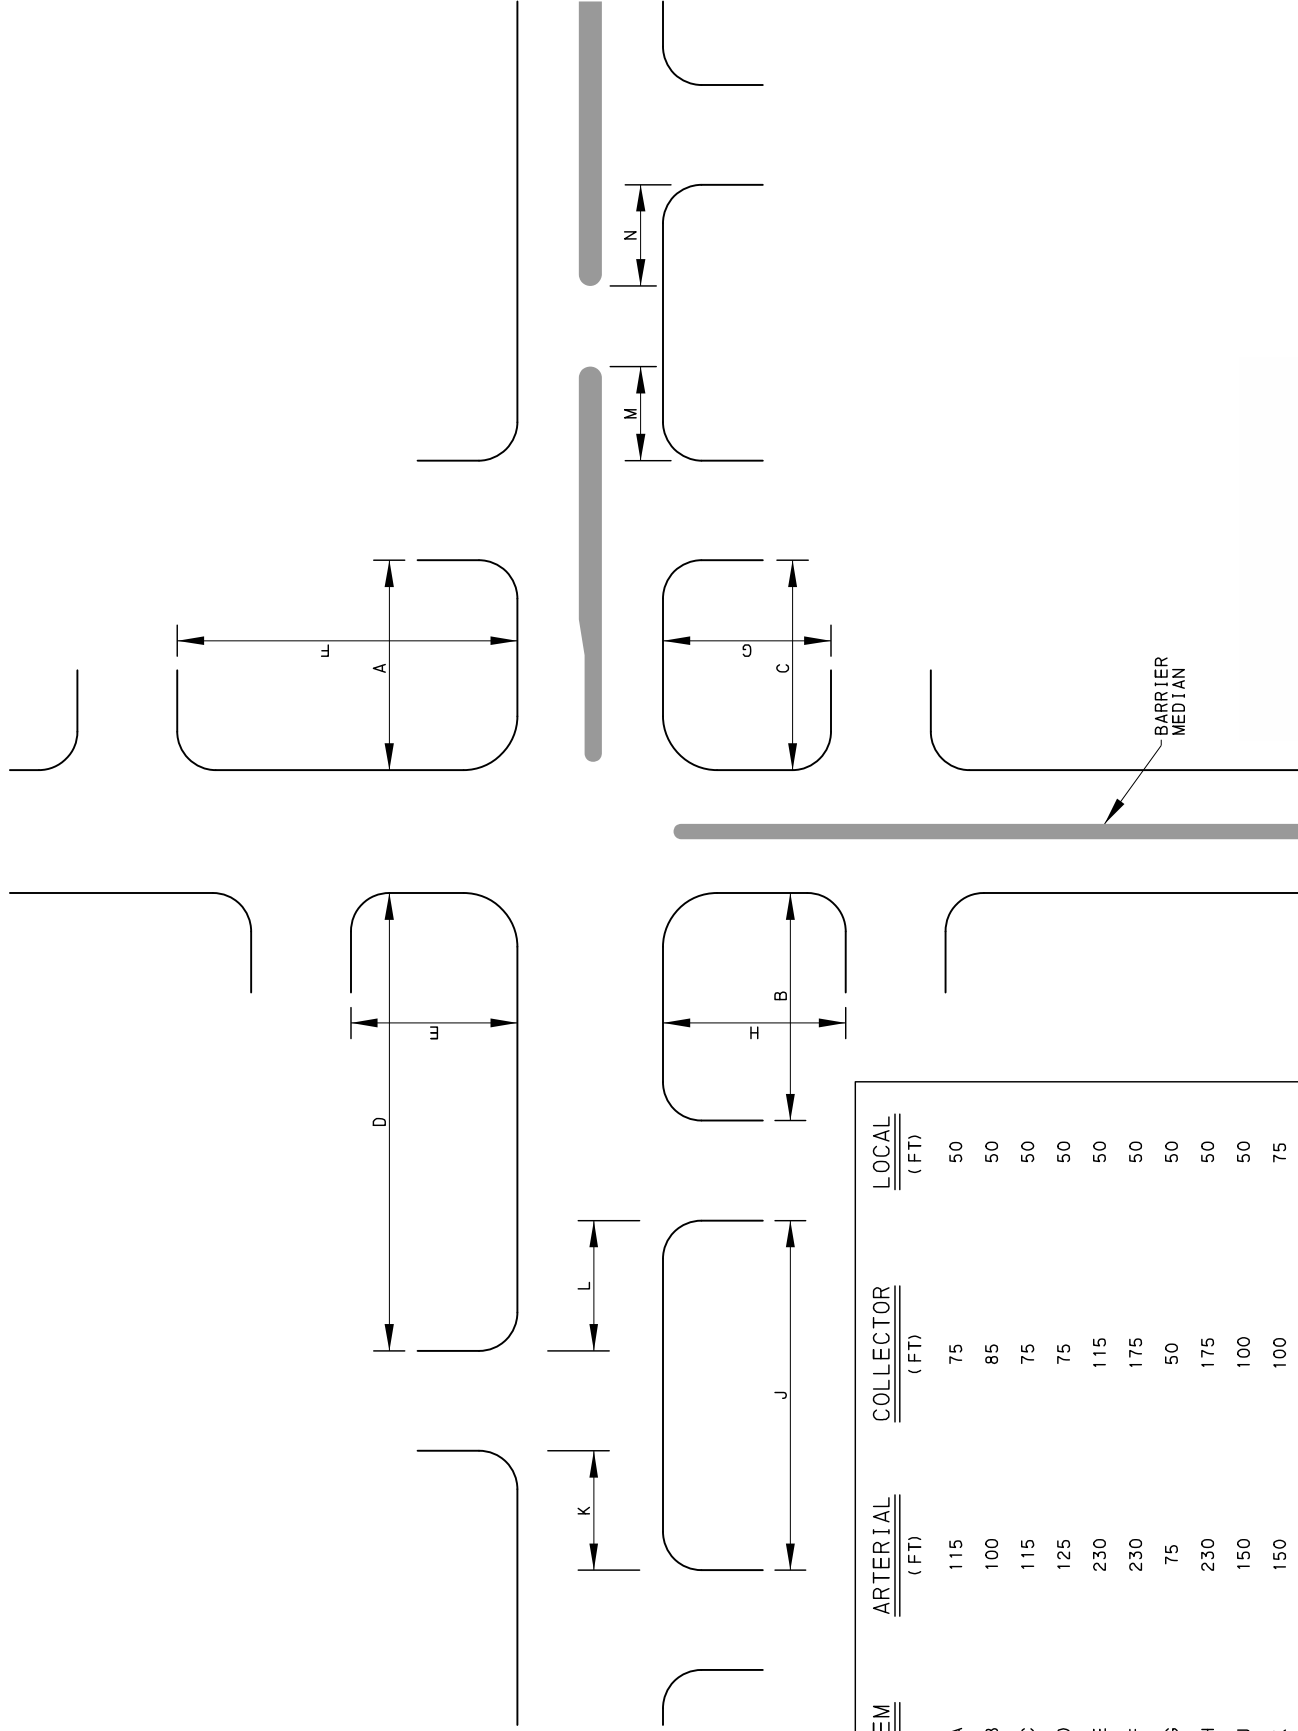 F
D
A
E
K
L
M
N
G
H
J
B
C
BARRIER
MEDIAN
EM ARTERIAL COLLECTOR LOCAL
(FT) (FT) (FT)
A 115 75 50
100 85 50
115 75 50
125 75 50
E 230 115 50
230 175 50
75 50 50
H 230 175 50
150 100 50
150 100 75